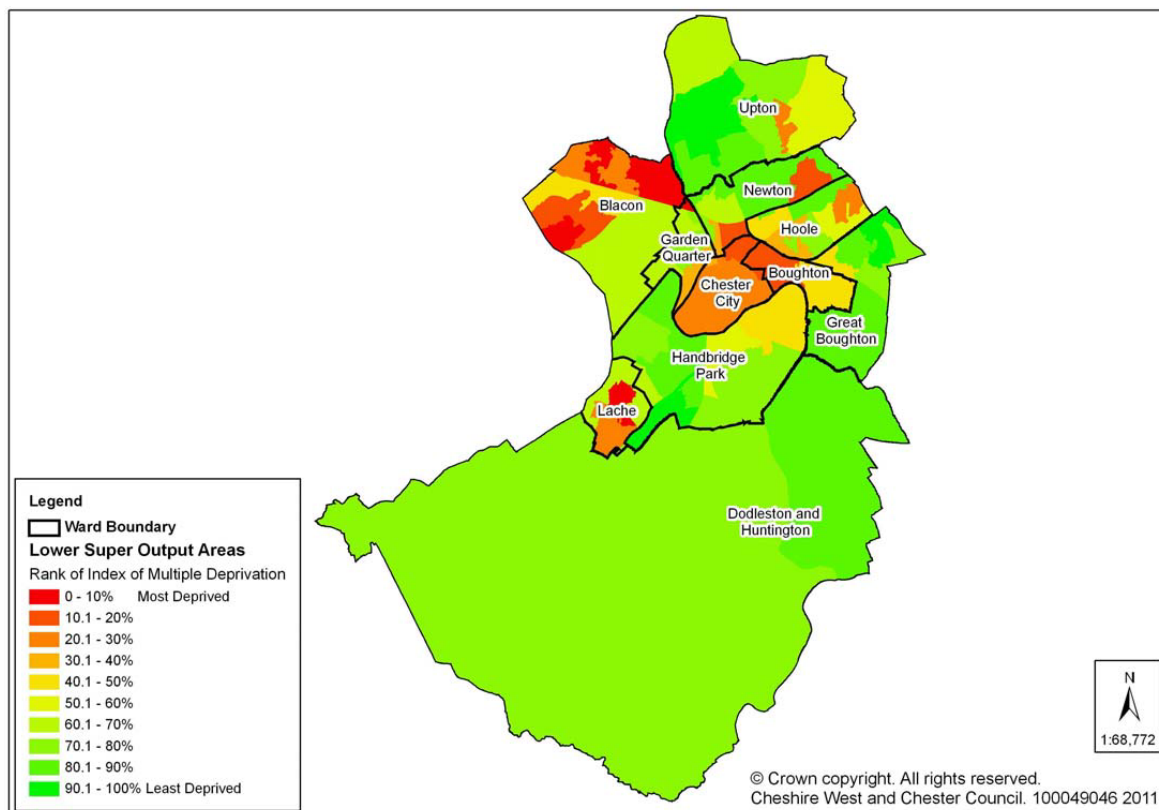 Upton
Newton
Blacon
Hoole
Garden
Quarter
Boughton
Chester
City
Great
Boughton
Handbridge
Park
Lache
Dodleston and
Huntington
Legend
Ward Boundary
Lower Super Output Areas
Rank of Index of Multiple Deprivation
0 - 10% Most Deprived
10.1 - 20%
20.1 - 30%
30.1 - 40%
40.1 - 50%
50.1 - 60%
60.1 - 70%
70.1 - 80%
80.1 - 90%
90.1 - 100% Least Deprived
N
1:68,772
© Crown copyright. All rights reserved.
Cheshire West and Chester Council. 100049046 2011